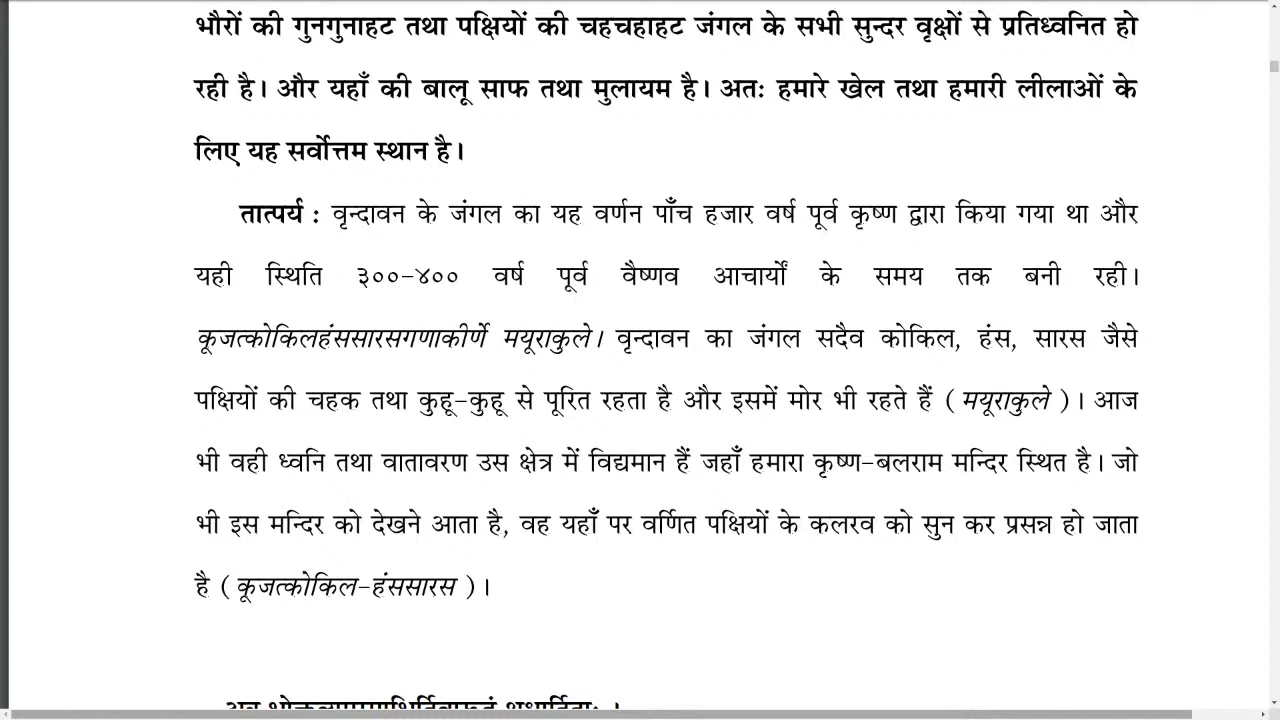 भौरों की गुनगुनाहट तथा पक्षियों की चहचहाहट जंगल के सभी सुन्दर वृक्षों से प्रतिध्वनित हो
रही है। और यहाँ की बालू साफ तथा मुलायम है। अतः हमारे खेल तथा हमारी लीलाओं के
लिए यह सर्वोत्तम स्थान है।
तात्पर्य : वृन्दावन के जंगल का यह वर्णन पाँच हजार वर्ष पूर्व कृष्ण द्वारा किया गया था और
यही स्थिति ३००-४०० वर्ष पूर्व वैष्णव आचार्यों के समय तक बनी रही।
कूजत्कोकिलहंससारसगणाकीर्णे मयूराकुले। वृन्दावन का जंगल सदैव कोकिल, हंस, सारस जैसे
पक्षियों की चहक तथा कुहू-कुहू से पूरित रहता है और इसमें मोर भी रहते हैं ( मयूराकुले )। आज
भी वही ध्वनि तथा वातावरण उस क्षेत्र में विद्यमान हैं जहाँ हमारा कृष्ण-बलराम मन्दिर स्थित है। जो
भी इस मन्दिर को देखने आता है, वह यहाँ पर वर्णित पक्षियों के कलरव को सुन कर प्रसन्न हो जाता
है ( कूजत्कोकिल-हंससारस )।